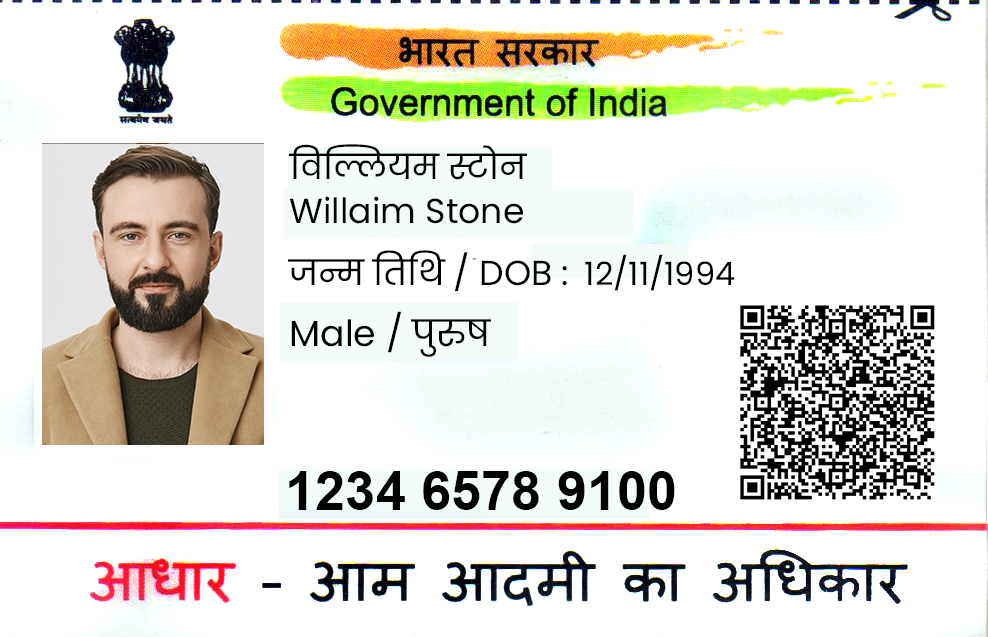 भारत सरकार
Government of India
सत्यमेव जयते
विल्लियम स्टोन
Willaim Stone
जन्म तिथि / DOB : 12/11/1994
Male / पुरुष
1234 6578 9100
आधार - आम आदमी का अधिकार